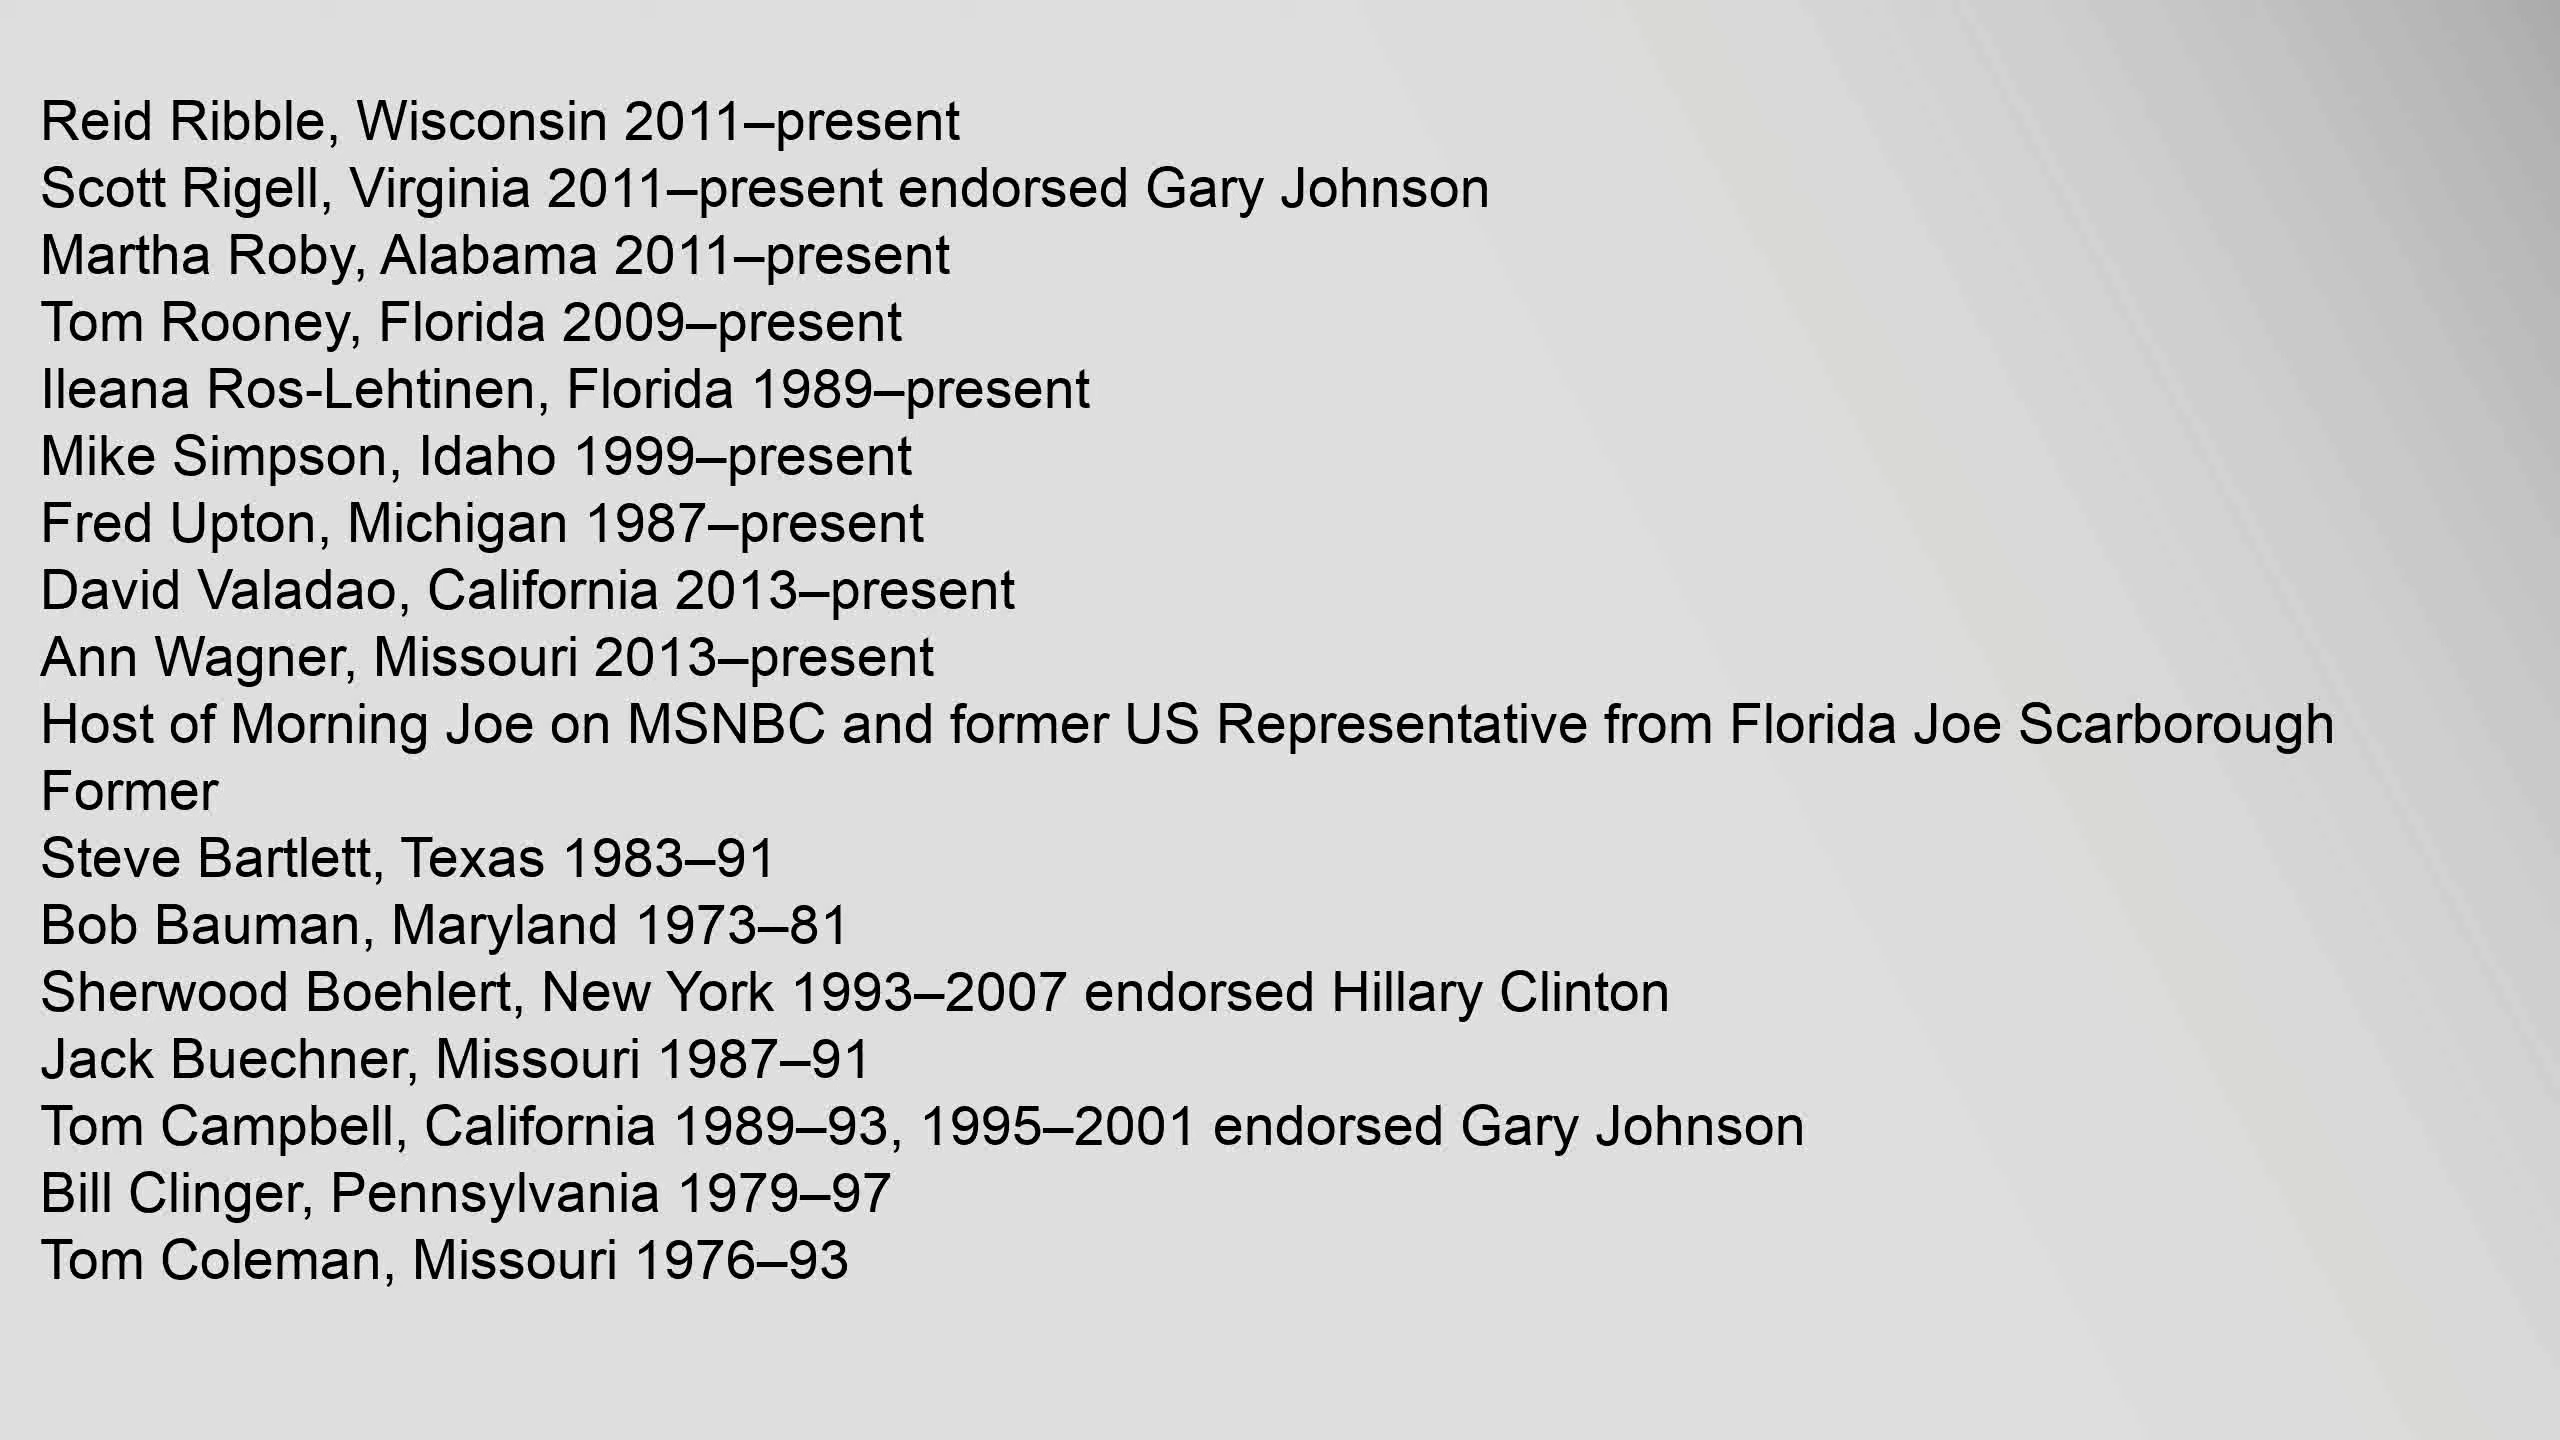 Reid Ribble, Wisconsin 2011–present
Scott Rigell, Virginia 2011–present endorsed Gary Johnson
Martha Roby, Alabama 2011–present
Tom Rooney, Florida 2009–present
Ileana Ros-Lehtinen, Florida 1989–present
Mike Simpson, Idaho 1999–present
Fred Upton, Michigan 1987–present
David Valadao, California 2013–present
Ann Wagner, Missouri 2013–present
Host of Morning Joe on MSNBC and former US Representative from Florida Joe Scarborough
Former
Steve Bartlett, Texas 1983–91
Bob Bauman, Maryland 1973–81
Sherwood Boehlert, New York 1993–2007 endorsed Hillary Clinton
Jack Buechner, Missouri 1987–91
Tom Campbell, California 1989–93, 1995–2001 endorsed Gary Johnson
Bill Clinger, Pennsylvania 1979–97
Tom Coleman, Missouri 1976–93